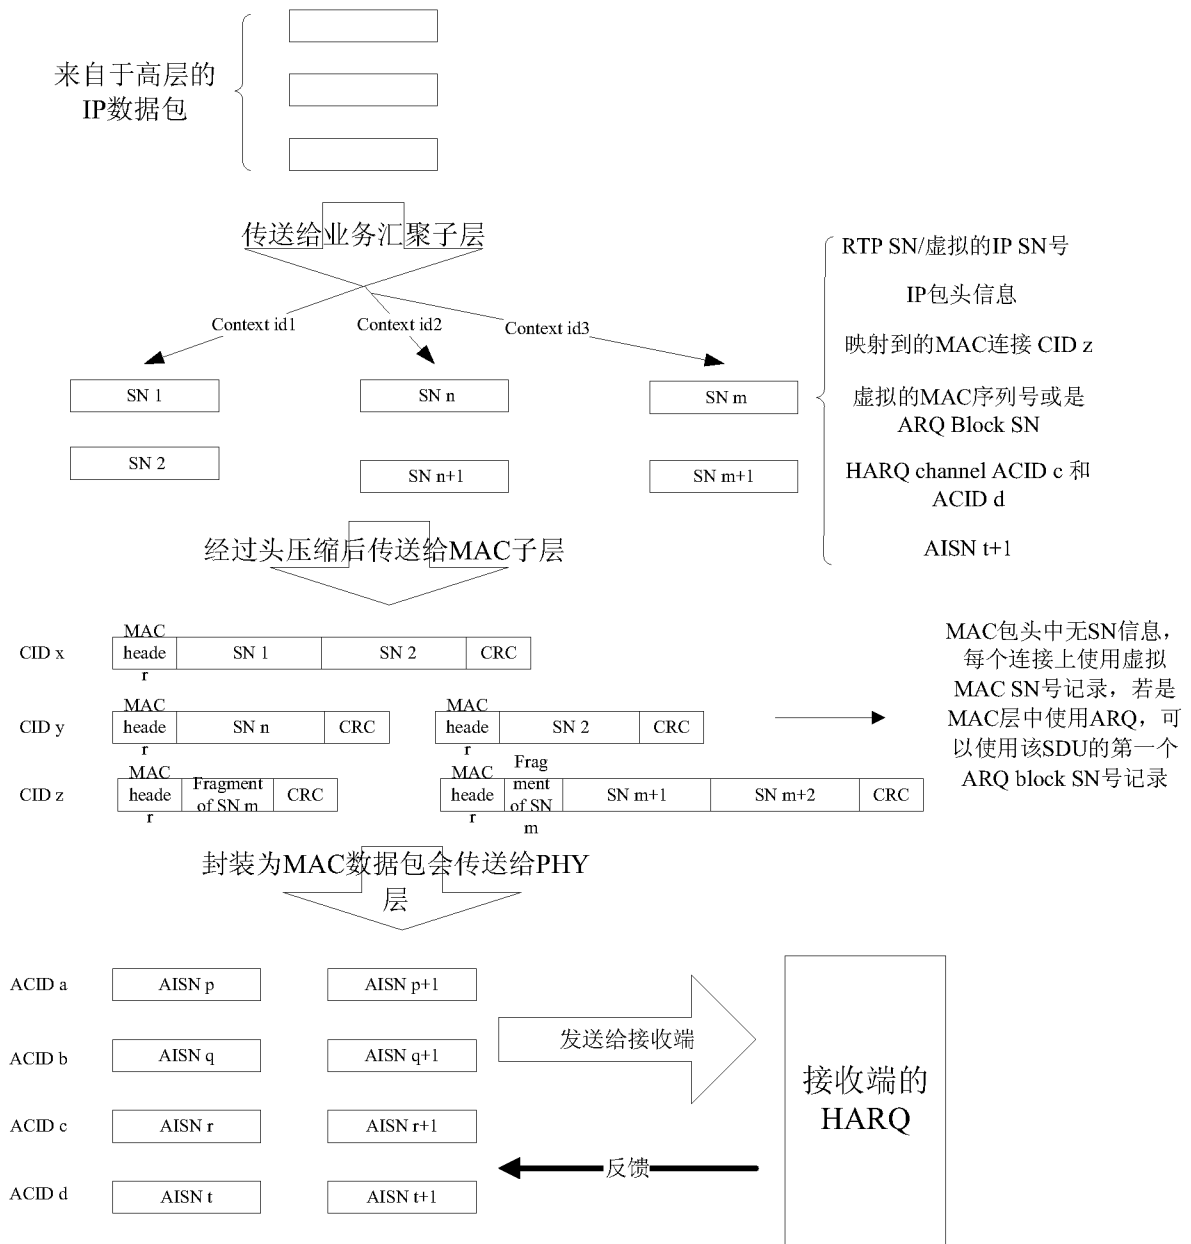 来自于高层的
IP数据包
传送给业务汇聚子层
Context id1
Context id2
Context id3
SN 1
SN n
SN m
SN 2
SN n+1
SN m+1
RTP SN/虚拟的IP SN号
IP包头信息
映射到的MAC连接 CID z
虚拟的MAC序列号或是
ARQ Block SN
HARQ channel ACID c 和
ACID d
AISN t+1
经过头压缩后传送给MAC子层
CID x
MAC
heade
r
SN 1
SN 2
CRC
CID y
MAC
heade
r
SN n
CRC
MAC
heade
r
SN 2
CRC
CID z
MAC
heade
r
Fragment
of SN m
CRC
MAC
heade
r
Frag
ment
of SN
m
SN m+1
SN m+2
CRC
MAC包头中无SN信息，
每个连接上使用虚拟
MAC SN号记录，若是
MAC层中使用ARQ，可
以使用该SDU的第一个
ARQ block SN号记录
封装为MAC数据包会传送给PHY
层
ACID a
AISN p
AISN p+1
ACID b
AISN q
AISN q+1
ACID c
AISN r
AISN r+1
ACID d
AISN t
AISN t+1
发送给接收端
反馈
接收端的
HARQ